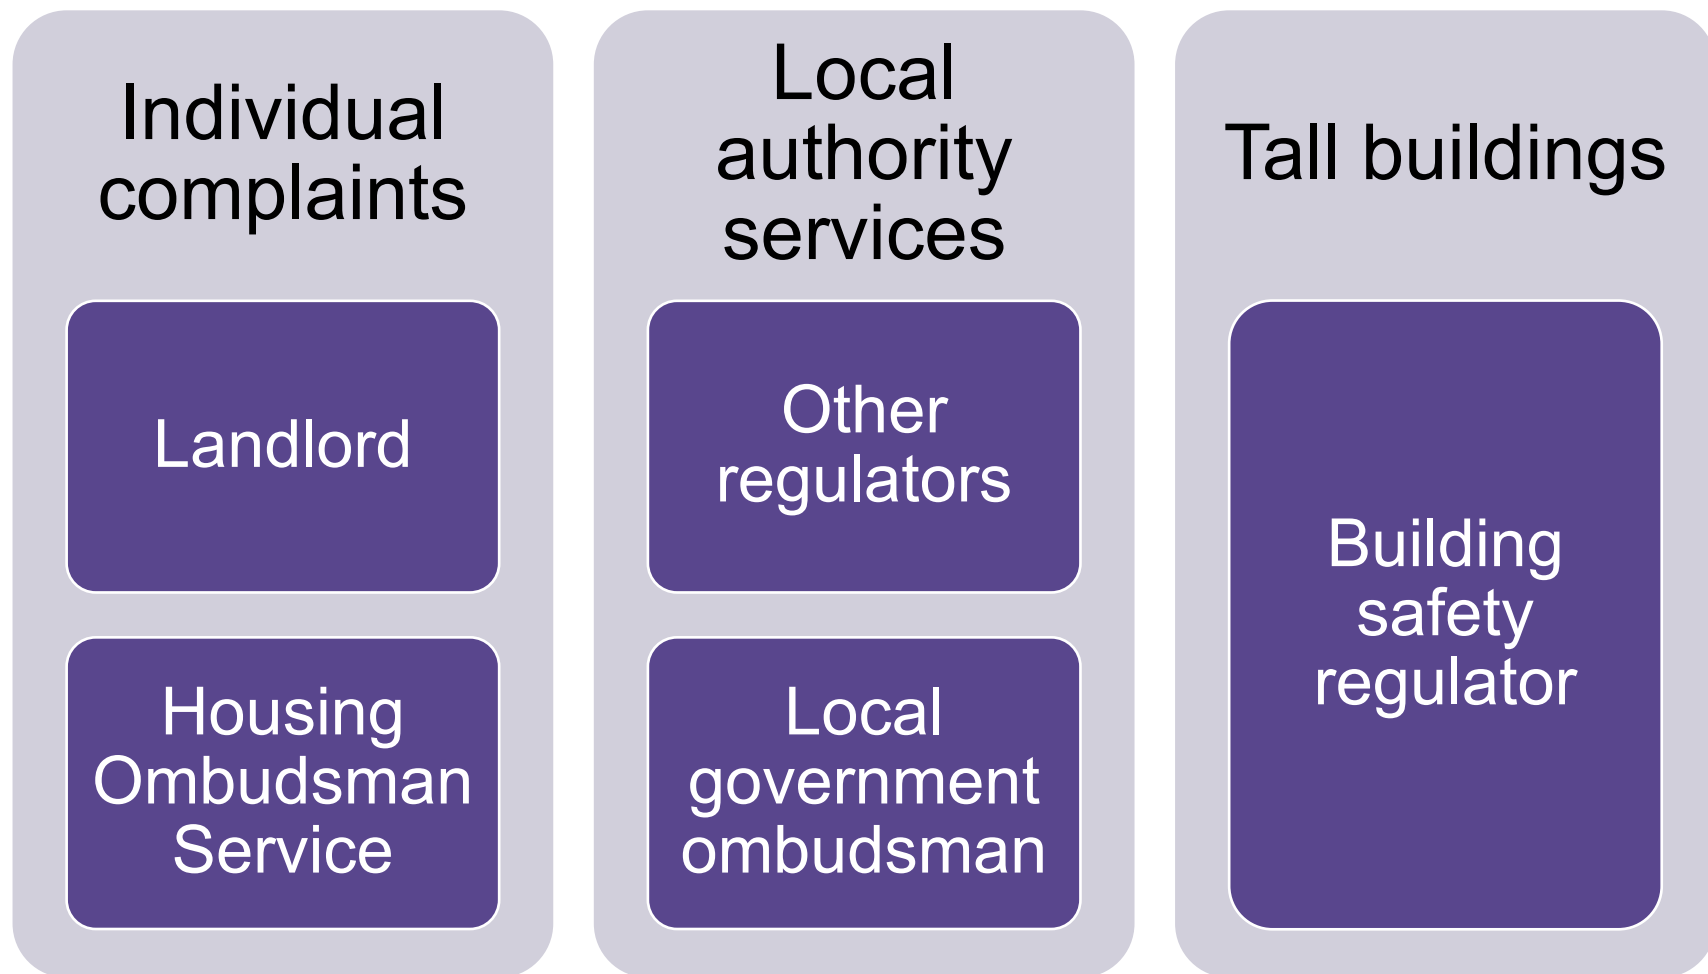 Individual
complaints
Landlord
Housing
Ombudsman
Service
Local
authority
services
Other
regulators
Local
government
ombudsman
Tall buildings
Building
safety
regulator